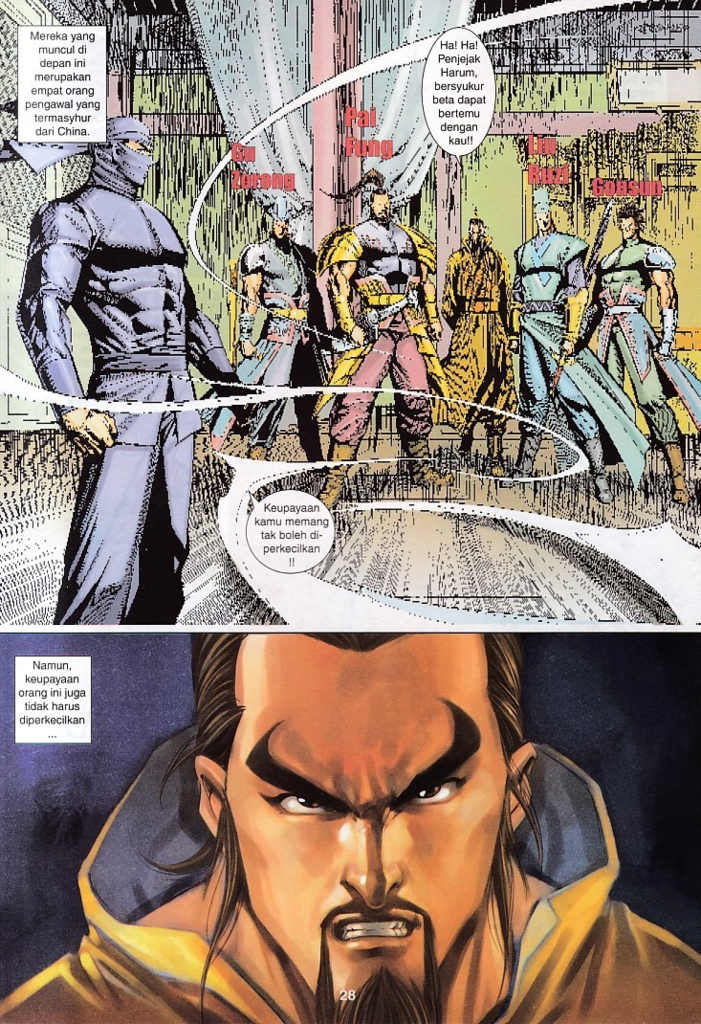 Mereka yang
muncul di
depan ini
merupakan
empat orang
pengawal yang
termasyhur
dari China.
Ha! Ha!
Penjejak
Harum,
bersyukur
beta dapat
bertemu
dengan
kau!!
Gu
Zorong
Pai
Fung
Liu
Ruzi
Gousun
Keupayaan
kamu memang
tak boleh di-
perkecilkan
!!
Namun,
keupayaan
orang ini juga
tidak harus
diperkecilkan
...
28